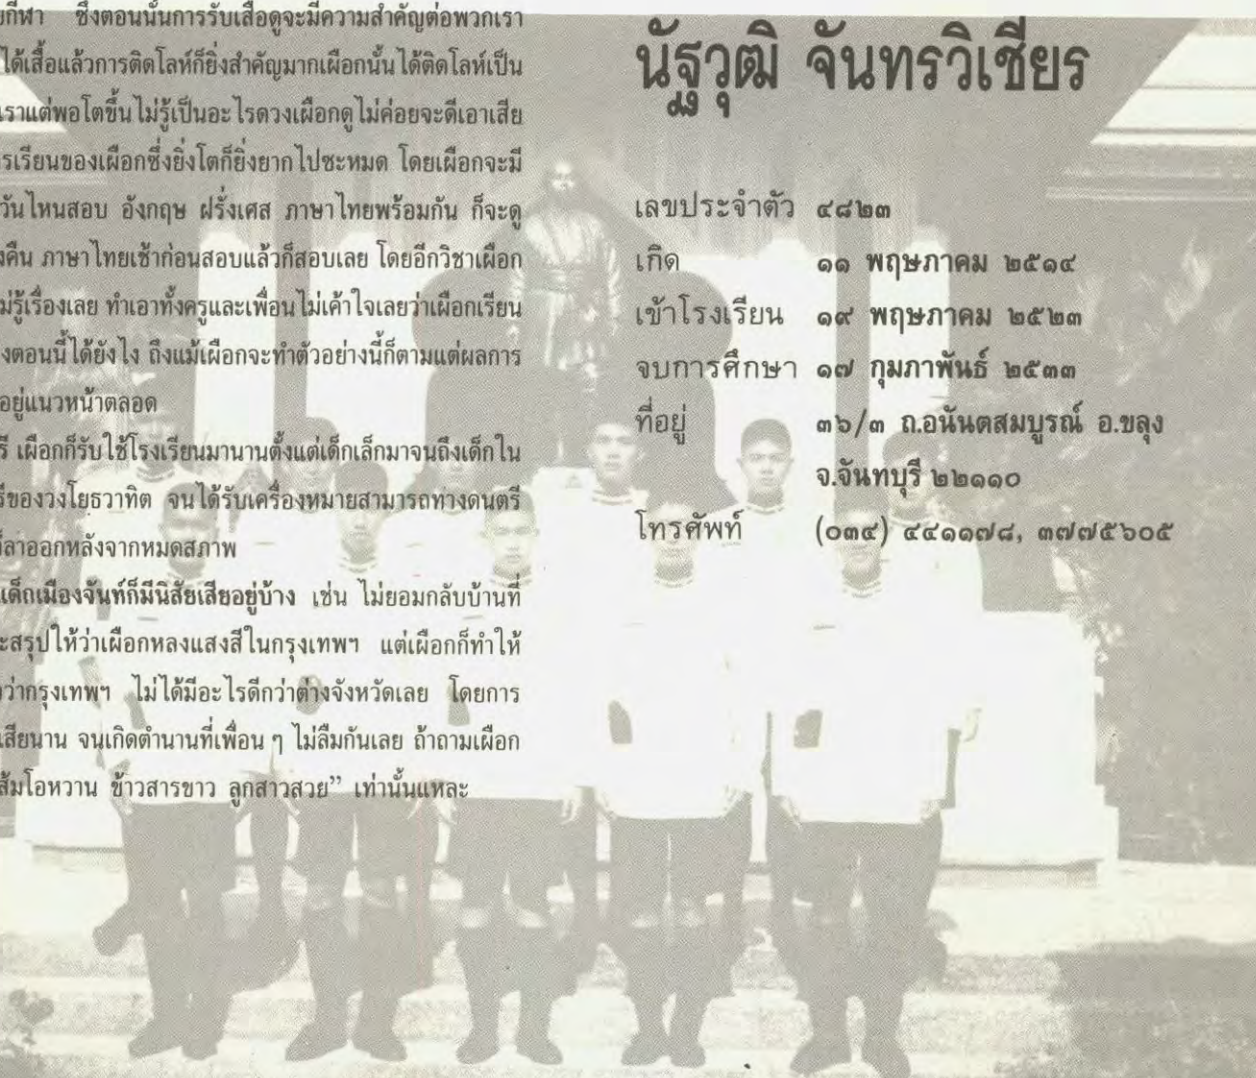 ยกีฬา ซึ่งตอนนั้นการรับเสื้อดูจะมีความสำคัญต่อพวกเรา
ได้เสื้อแล้วการติดโลห์ก็ยิ่งสำคัญมากเผือกนั้นได้ติดโลห์เป็น
เราแต่พอโตขึ้นไม่รู้เป็นอะไรดวงเผือกดูไม่ค่อยจะดีเอาเสีย
รเรียนของเผือกซึ่งยิ่งโตก็ยิ่งยากไปซะหมด โดยเผือกจะมี
วันไหนสอบ อังกฤษ ฝรั่งเศส ภาษาไทยพร้อมกัน ก็จะดู
งคืน ภาษาไทยเช้าก่อนสอบแล้วก็สอบเลย โดยอีกวิชาเผือก
ม่รู้เรื่องเลย ทำเอาทั้งครูและเพื่อนไม่เค้าใจเลยว่าเผือกเรียน
งตอนนี้ได้ยังไง ถึงแม้เผือกจะทำตัวอย่างนี้ก็ตามแต่ผลการ
อยู่แนวหน้าตลอด
รี เผือกก็รับใช้โรงเรียนมานานตั้งแต่เด็กเล็กมาจนถึงเด็กใน
รีของวงโยธวาทิต จนได้รับเครื่องหมายสามารถทางดนตรี
ก็ลาออกหลังจากหมดสภาพ
เด็กเมืองจันท์ก็มีนิสัยเสียอยู่บ้าง เช่น ไม่ยอมกลับบ้านที่
ะสรุปให้ว่าเผือกหลงแสงสีในกรุงเทพฯ แต่เผือกก็ทำให้
ว่ากรุงเทพฯ ไม่ได้มีอะไรดีกว่าต่างจังหวัดเลย โดยการ
เสียนาน จนเกิดตำนานที่เพื่อน ๆ ไม่ลืมกันเลย ถ้าถามเผือก
ส้มโอหวาน ข้าวสารขาว ลูกสาวสวย” เท่านั้นแหละ
นัฐวุฒิ จันทรวิเชียร
เลขประจำตัว ๔๘๒๓
เกิด ๑๑ พฤษภาคม ๒๕๑๔
เข้าโรงเรียน ๑๙ พฤษภาคม ๒๕๒๓
จบการศึกษา ๑๗ กุมภาพันธ์ ๒๕๓๓
ที่อยู่ ๓๖/๓ ถ.อนันตสมบูรณ์ อ.ขลุง
จ.จันทบุรี ๒๒๑๑๐
โทรศัพท์ (๐๓๔) ๔๔๑๑๗๘, ๓๗๗๕๖๐๕